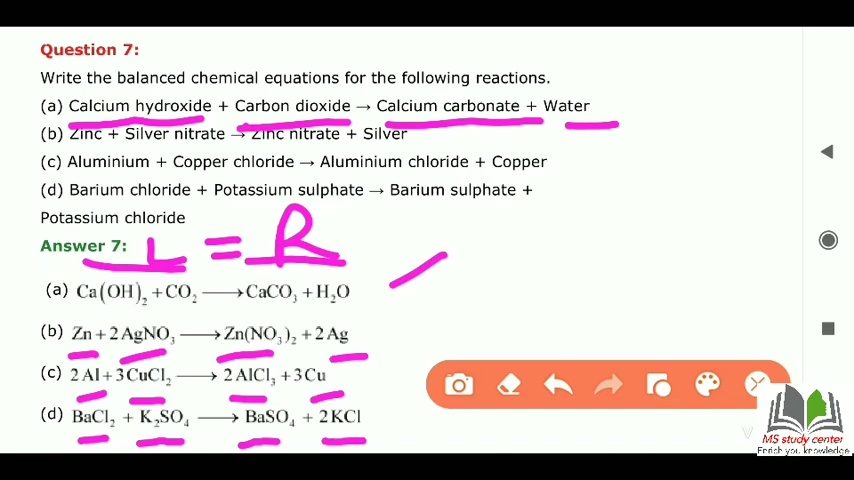 Question 7:
Write the balanced chemical equations for the following reactions.
(a) Calcium hydroxide + Carbon dioxide → Calcium carbonate + Water
(b) Zinc + Silver nitrate → Zinc nitrate + Silver
(c) Aluminium + Copper chloride → Aluminium chloride + Copper
(d) Barium chloride + Potassium sulphate → Barium sulphate +
Potassium chloride
Answer 7: L = R
(a) Ca(OH)₂ + CO₂ ⟶ CaCO₃ + H₂O
(b) Zn + 2AgNO₃ ⟶ Zn(NO₃)₂ + 2Ag
(c) 2Al + 3CuCl₂ ⟶ 2AlCl₃ + 3Cu
(d) BaCl₂ + K₂SO₄ ⟶ BaSO₄ + 2KCl
MS study center
Enrich you knowledge